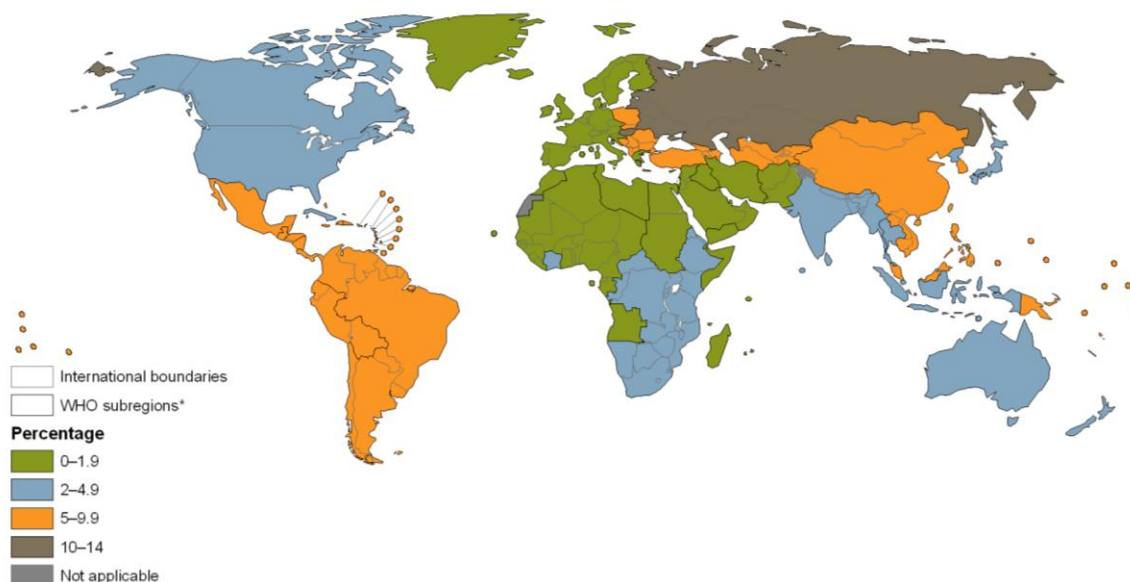 International boundaries
WHO subregions*
Percentage
0–1.9
2–4.9
5–9.9
10–14
Not applicable